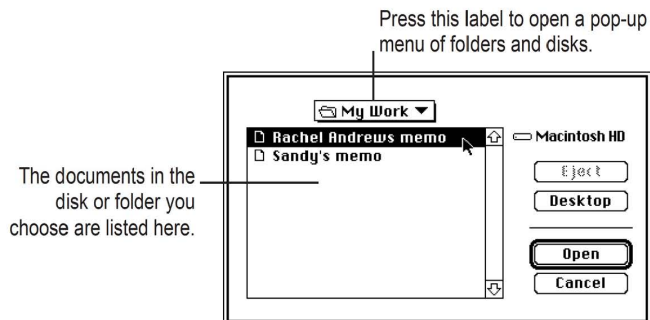 Press this label to open a pop-up
menu of folders and disks.
My Work
Rachel Andrews memo
Macintosh HD
Sandy's memo
Eject
The documents in the
disk or folder you
choose are listed here.
Desktop
Open
Cancel